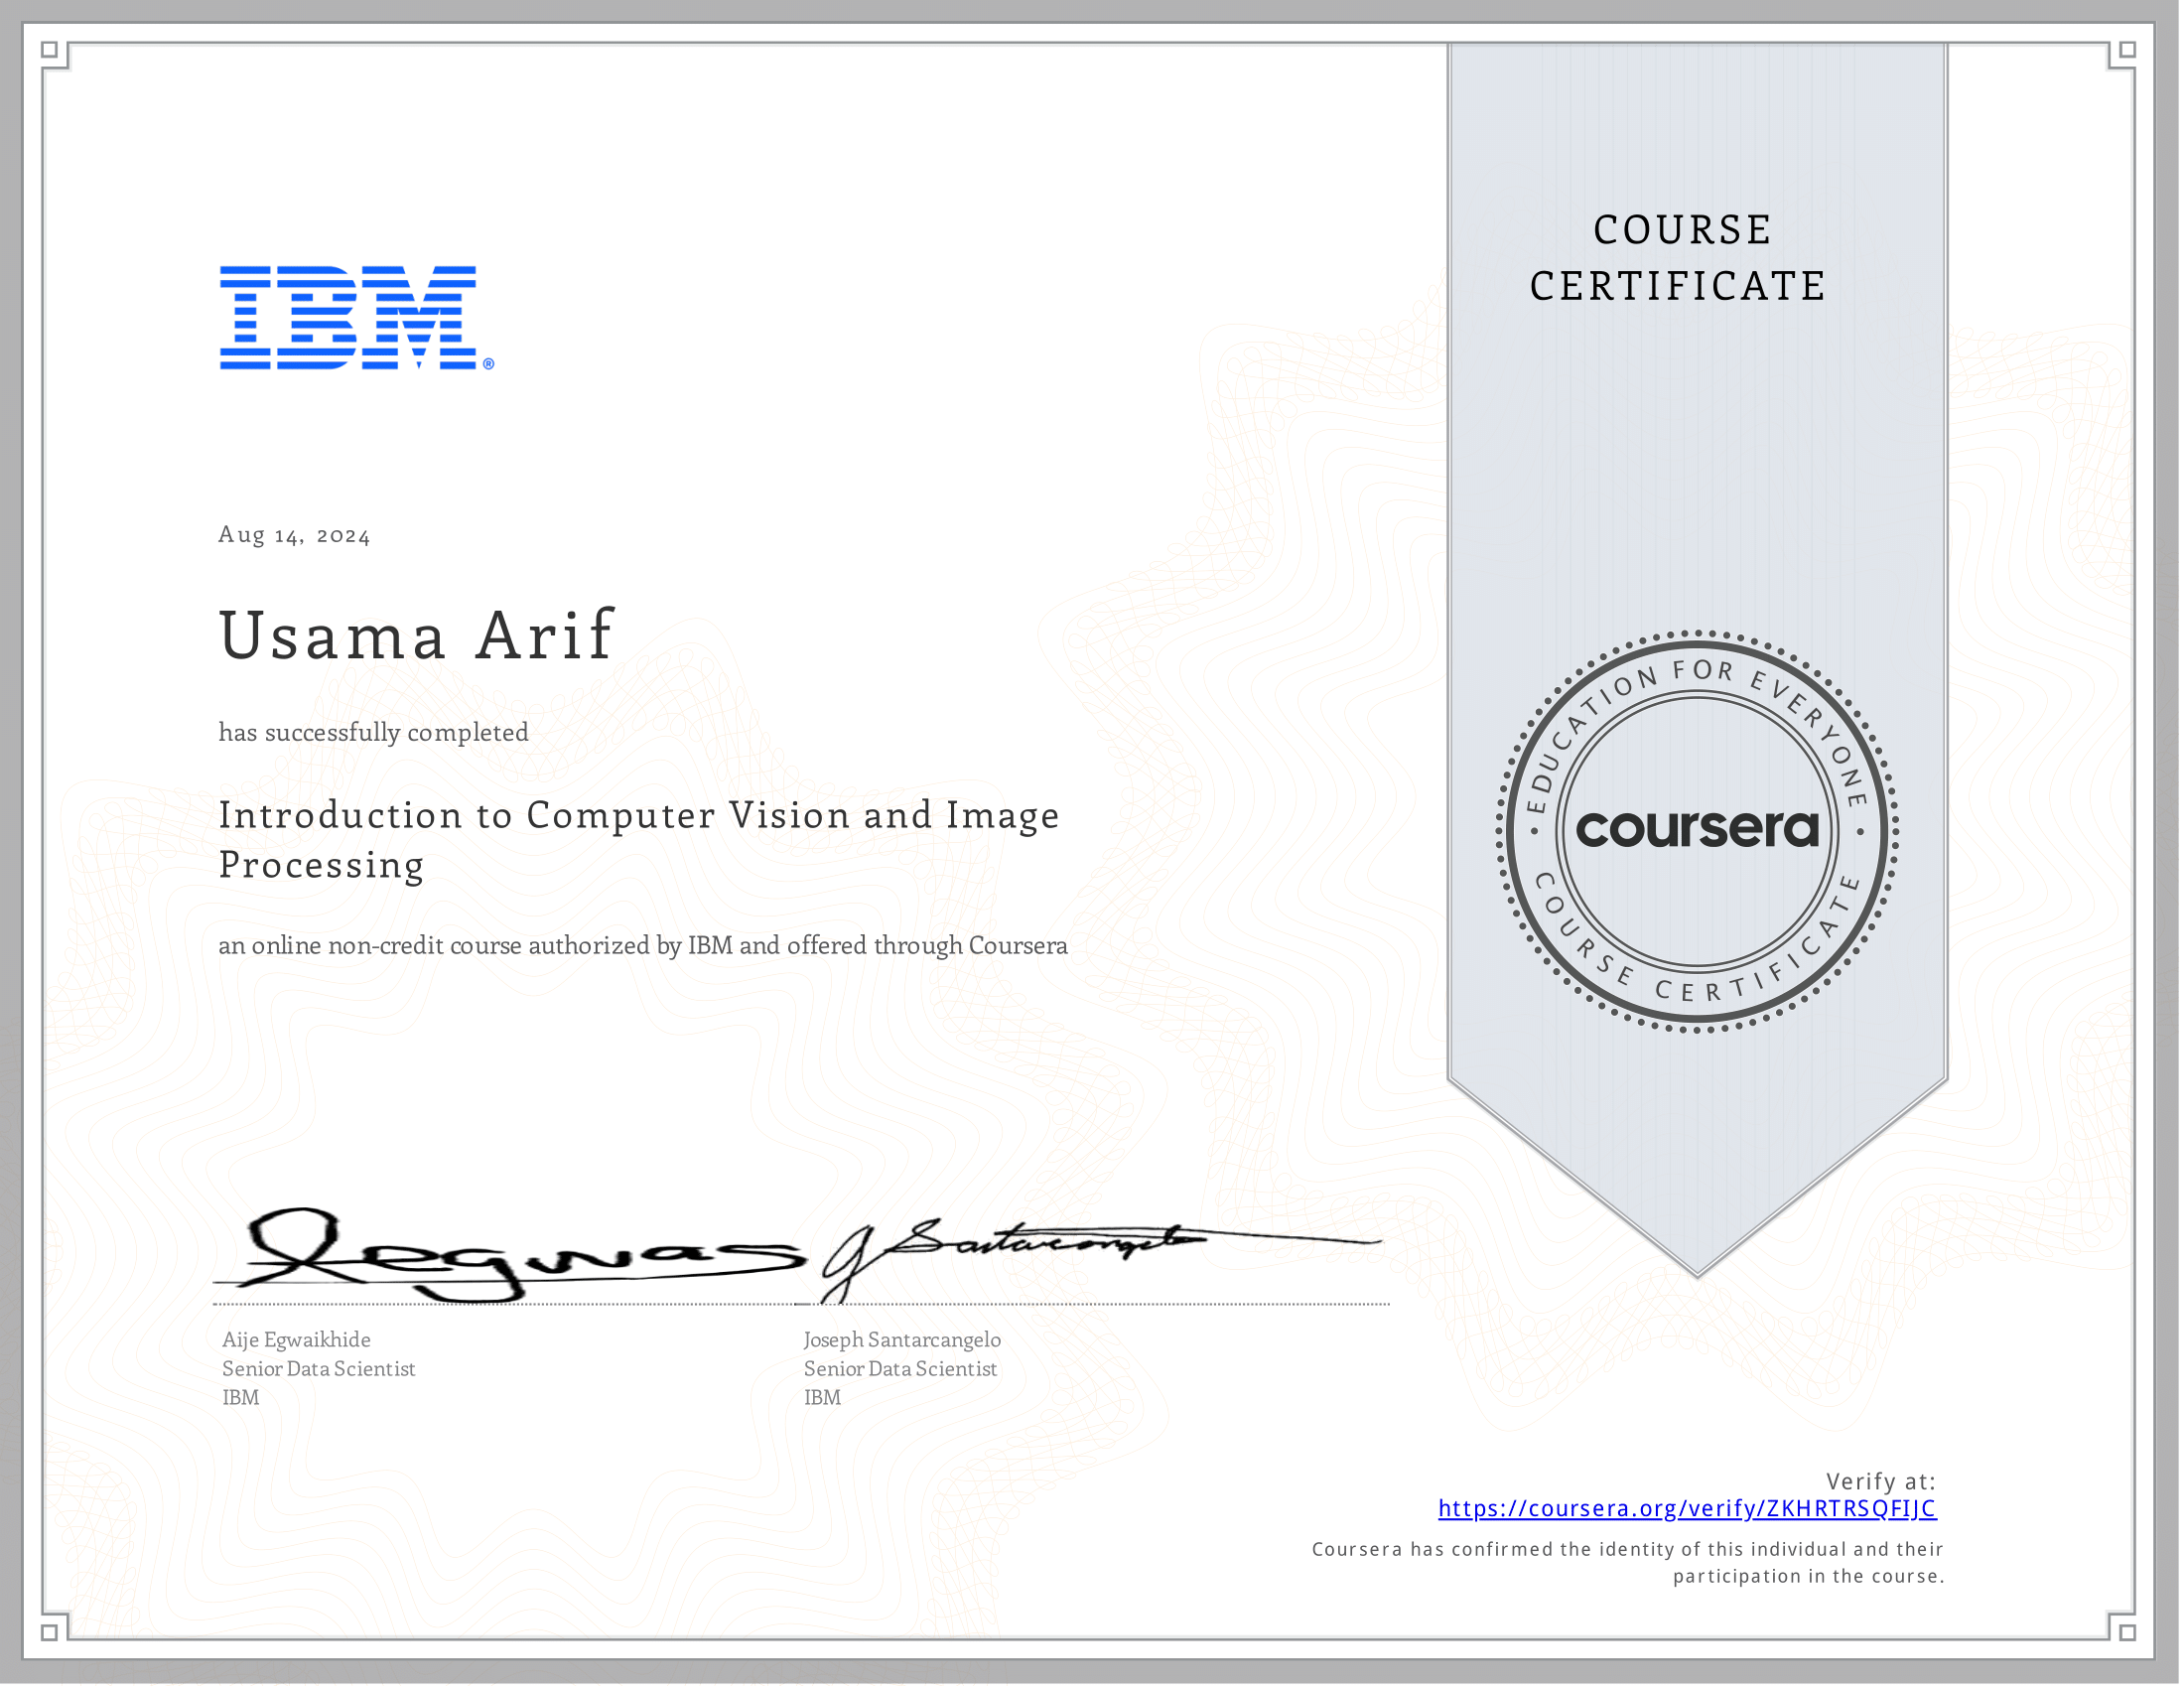 IBM®
COURSE
CERTIFICATE
Aug 14, 2024
Usama Arif
has successfully completed
Introduction to Computer Vision and Image
Processing
an online non-credit course authorized by IBM and offered through Coursera
EDUCATION FOR EVERYONE
coursera
COURSE CERTIFICATE
Aije Egwaikhide
Senior Data Scientist
IBM
J Santarcangelo
Joseph Santarcangelo
Senior Data Scientist
IBM
Verify at:
https://coursera.org/verify/ZKHRTRSQFIJC
Coursera has confirmed the identity of this individual and their
participation in the course.